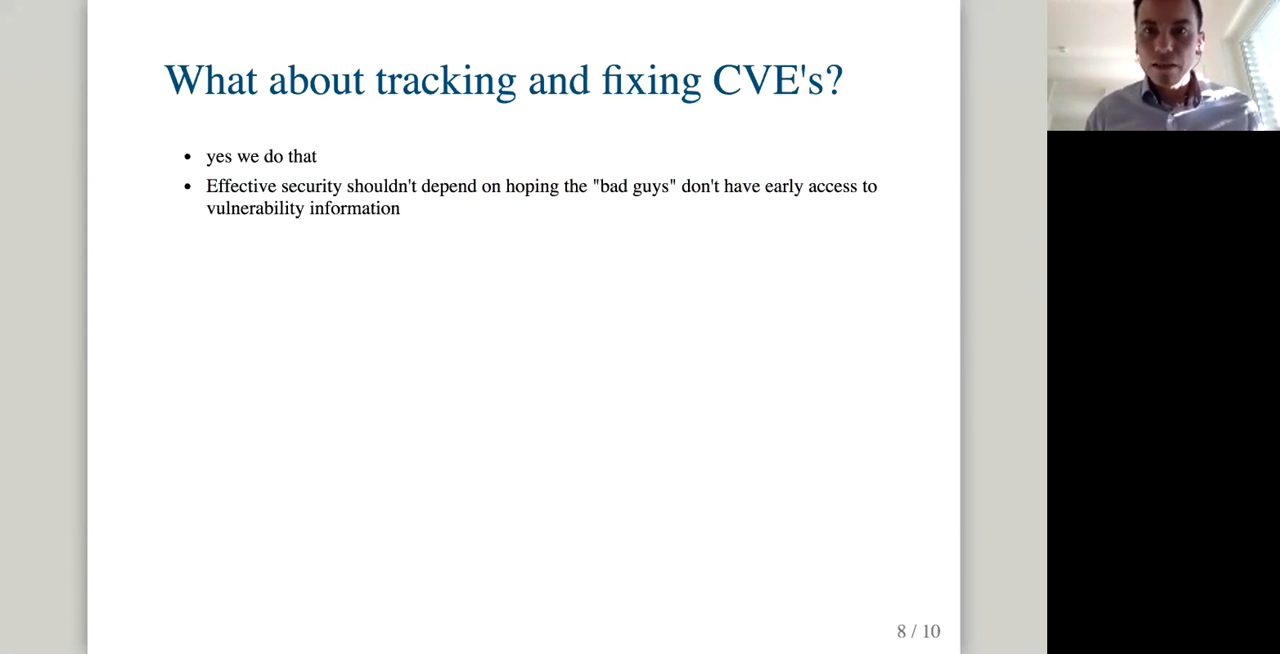 What about tracking and fixing CVE's?
yes we do that
Effective security shouldn't depend on hoping the "bad guys" don't have early access to
vulnerability information
8 / 10